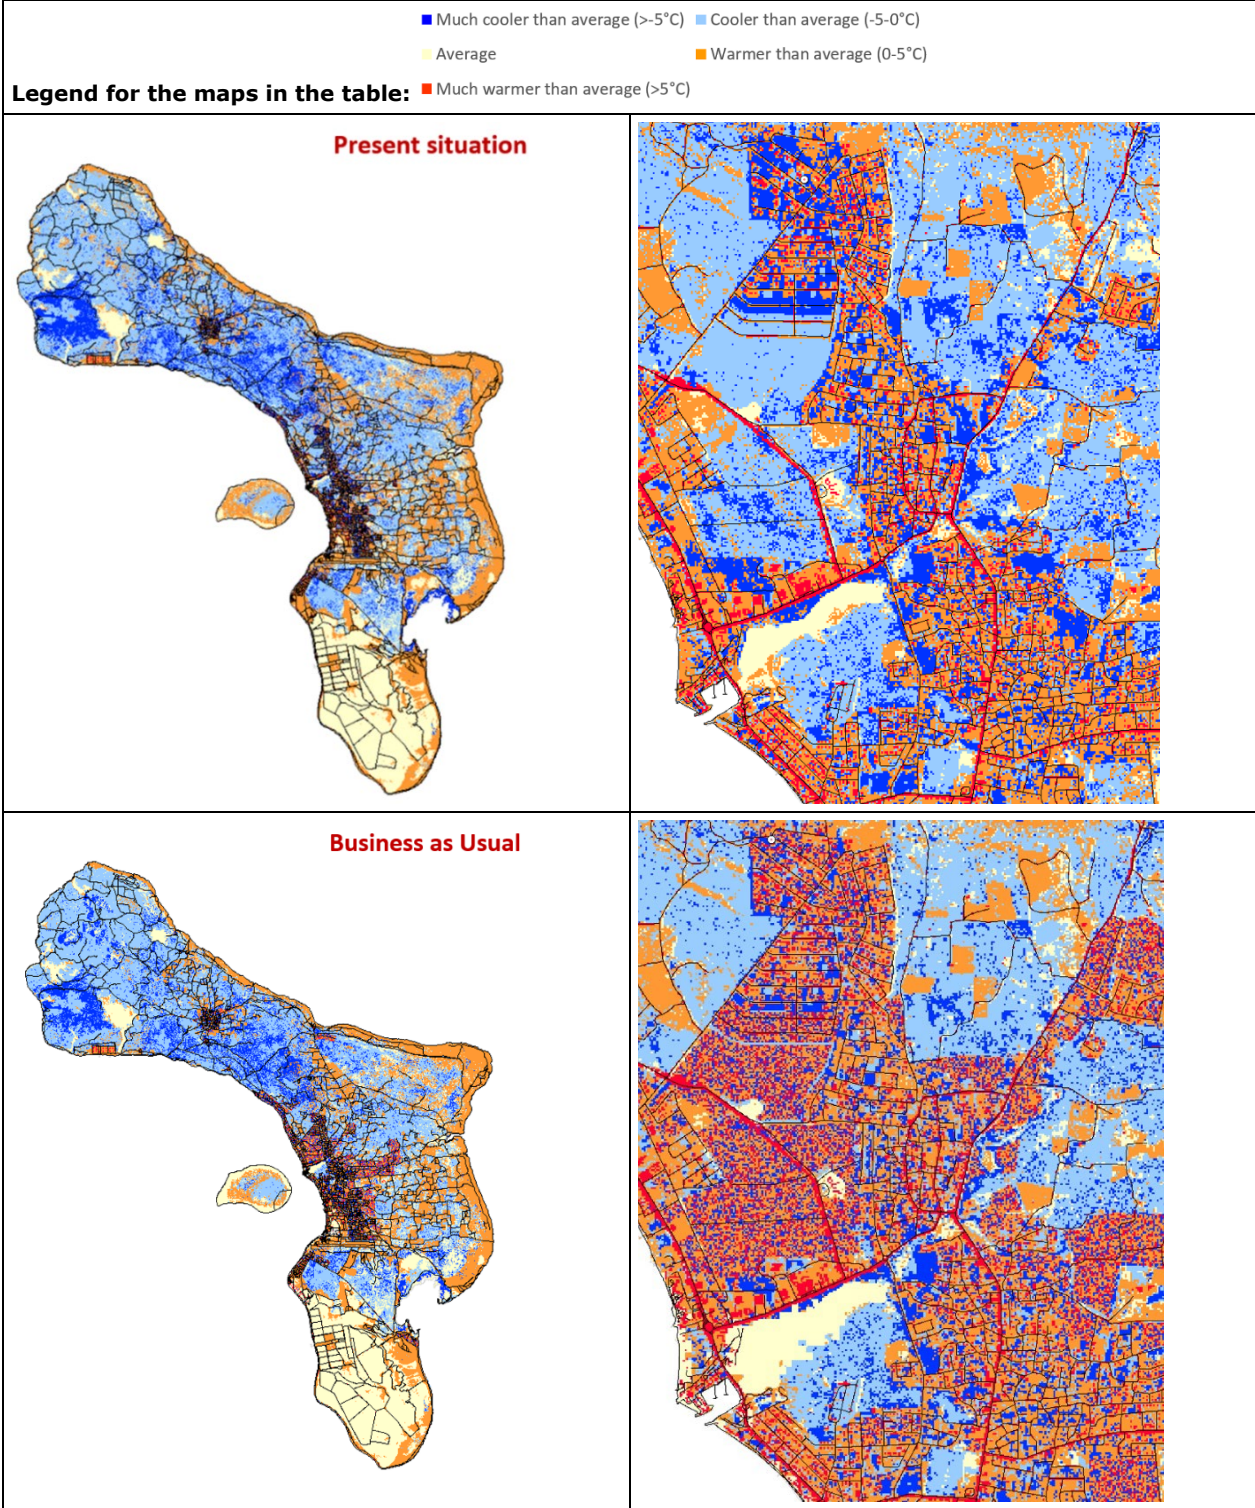 Much cooler than average (>-5°C) Cooler than average (-5-0°C)
Average Warmer than average (0-5°C)
Legend for the maps in the table: Much warmer than average (>5°C)
Present situation
Business as Usual